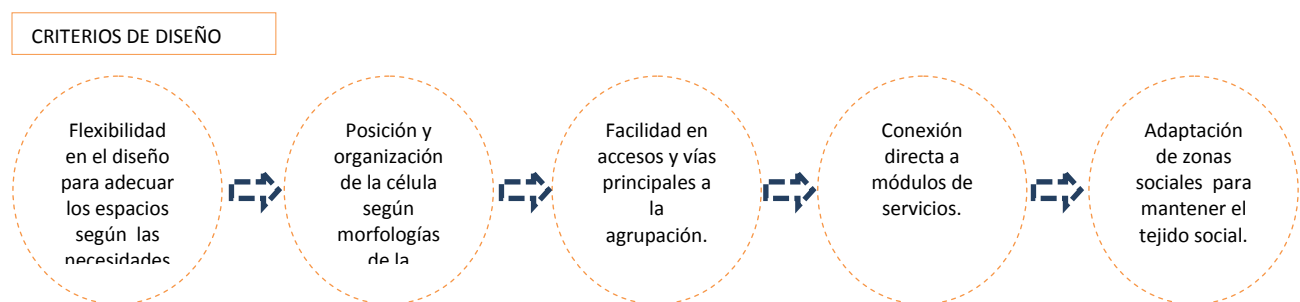 CRITERIOS DE DISEÑO
Flexibilidad
en el diseño
para adecuar
los espacios
según las
necesidades
Posición y
organización
de la célula
según
morfologías
de la
Facilidad en
accesos y vías
principales a
la
agrupación.
Conexión
directa a
módulos de
servicios.
Adaptación
de zonas
sociales para
mantener el
tejido social.